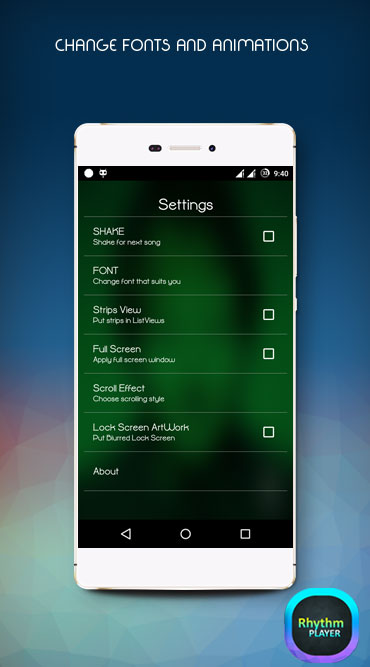 CHANGE FONTS AND ANIMATIONS
9:40
Settings
SHAKE
Shake for next song
FONT
Change font that suits you
Strips View
Put strips in ListViews
Full Screen
Apply full screen window
Scroll Effect
Choose scrolling style
Lock Screen ArtWork
Put Blurred Lock Screen
About
Rhythm
PLAYER